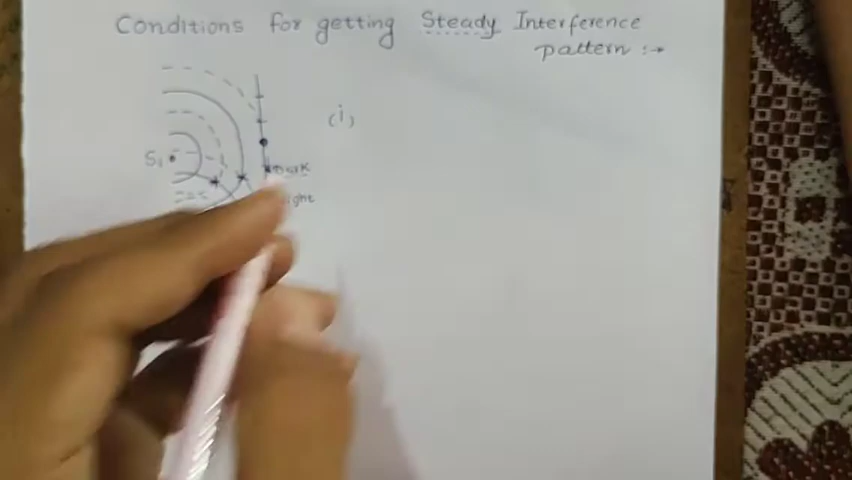 Conditions for getting Steady Interference
pattern :→
(i)
S₁
Dark